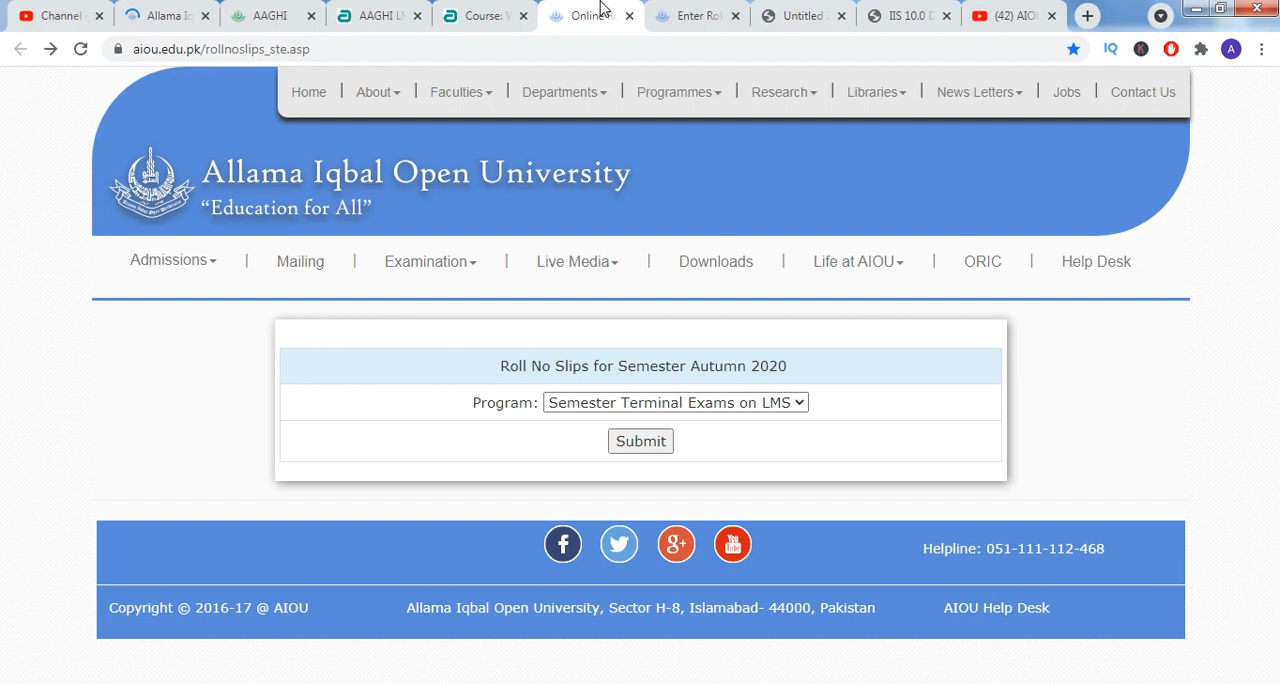 Channel
Allama Iq
AAGHI
AAGHI LM
Course: V
Online R
Enter Rol
Untitled
IIS 10.0 D
(42) AIOU
aiou.edu.pk/rollnoslips_ste.asp
IQ
K
A
Home | About | Faculties | Departments | Programmes | Research | Libraries | News Letters | Jobs | Contact Us
Allama Iqbal Open University
“Education for All”
Admissions | Mailing | Examination | Live Media | Downloads | Life at AIOU | ORIC | Help Desk
Roll No Slips for Semester Autumn 2020
Program: Semester Terminal Exams on LMS
Submit
Helpline: 051-111-112-468
Copyright © 2016-17 @ AIOU
Allama Iqbal Open University, Sector H-8, Islamabad- 44000, Pakistan
AIOU Help Desk